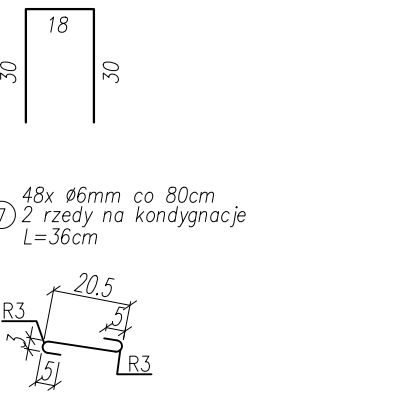 18
30
30
48x ø6mm co 80cm
7 2 rzedy na kondygnacje
L=36cm
20.5
R3
5
3
5
R3